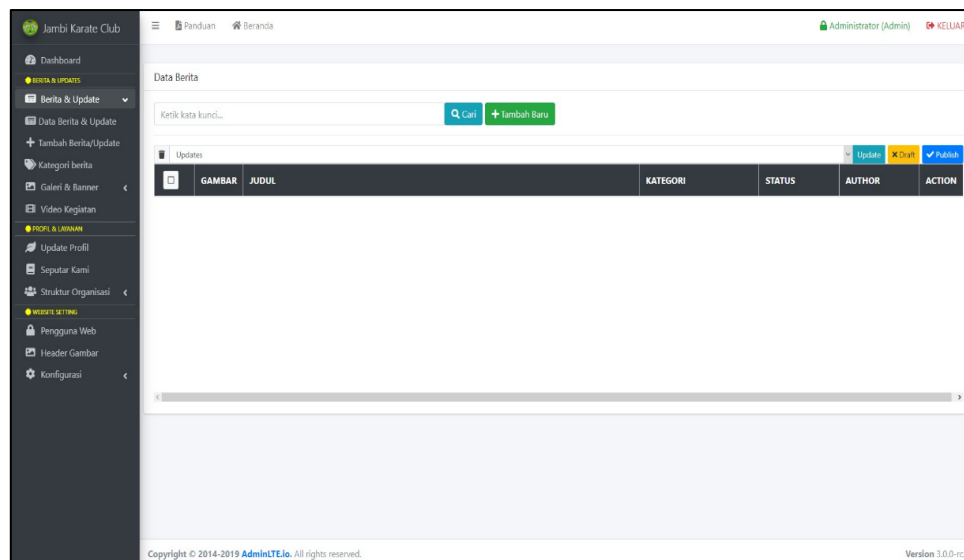 Jambi Karate Club
Panduan Beranda Administrator (Admin) KELUAR
Dashboard
BERITA & UPDATES
Berita & Update
Data Berita & Update
Tambah Berita/Update
Kategori berita
Galeri & Banner
Video Kegiatan
PROFIL & LAYANAN
Update Profil
Seputar Kami
Struktur Organisasi
WEBSITE SETTING
Pengguna Web
Header Gambar
Konfigurasi
Data Berita
Ketik kata kunci... Cari Tambah Baru
Updates Update Draft Publish
GAMBAR JUDUL KATEGORI STATUS AUTHOR ACTION
Copyright © 2014-2019 AdminLTE.io. All rights reserved. Version 3.0.0-rc